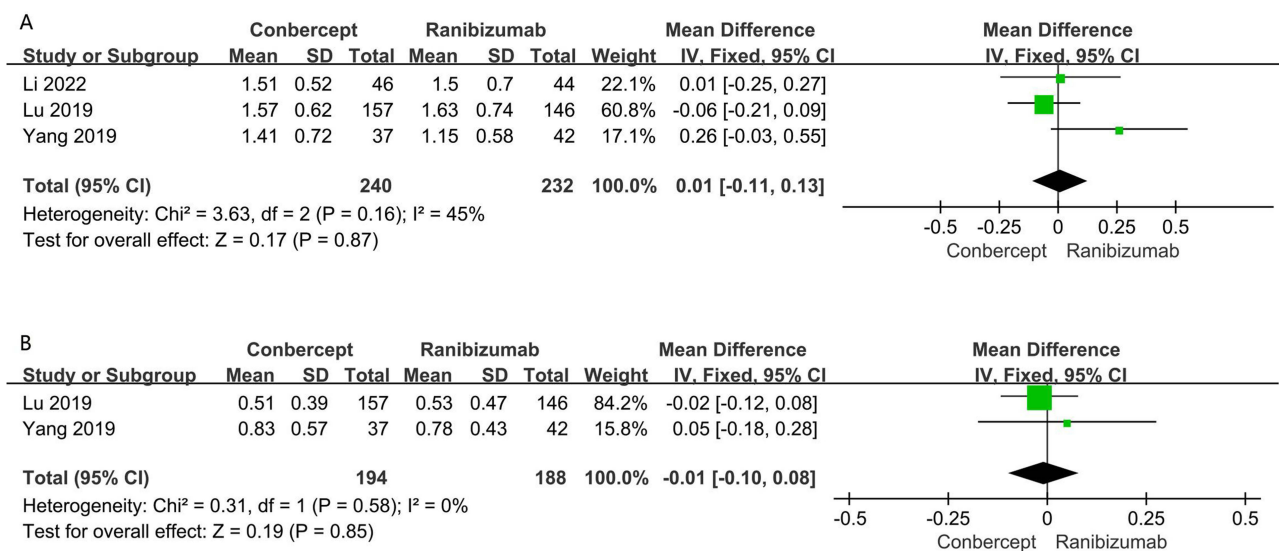 A
Conbercept Ranibizumab Mean Difference Mean Difference
Study or Subgroup Mean SD Total Mean SD Total Weight IV, Fixed, 95% CI IV, Fixed, 95% CI
Li 2022 1.51 0.52 46 1.5 0.7 44 22.1% 0.01 [-0.25, 0.27]
Lu 2019 1.57 0.62 157 1.63 0.74 146 60.8% -0.06 [-0.21, 0.09]
Yang 2019 1.41 0.72 37 1.15 0.58 42 17.1% 0.26 [-0.03, 0.55]
Total (95% CI) 240 232 100.0% 0.01 [-0.11, 0.13]
Heterogeneity: Chi² = 3.63, df = 2 (P = 0.16); I² = 45%
Test for overall effect: Z = 0.17 (P = 0.87)
-0.5 -0.25 0 0.25 0.5
Conbercept Ranibizumab
B
Conbercept Ranibizumab Mean Difference Mean Difference
Study or Subgroup Mean SD Total Mean SD Total Weight IV, Fixed, 95% CI IV, Fixed, 95% CI
Lu 2019 0.51 0.39 157 0.53 0.47 146 84.2% -0.02 [-0.12, 0.08]
Yang 2019 0.83 0.57 37 0.78 0.43 42 15.8% 0.05 [-0.18, 0.28]
Total (95% CI) 194 188 100.0% -0.01 [-0.10, 0.08]
Heterogeneity: Chi² = 0.31, df = 1 (P = 0.58); I² = 0%
Test for overall effect: Z = 0.19 (P = 0.85)
-0.5 -0.25 0 0.25 0.5
Conbercept Ranibizumab